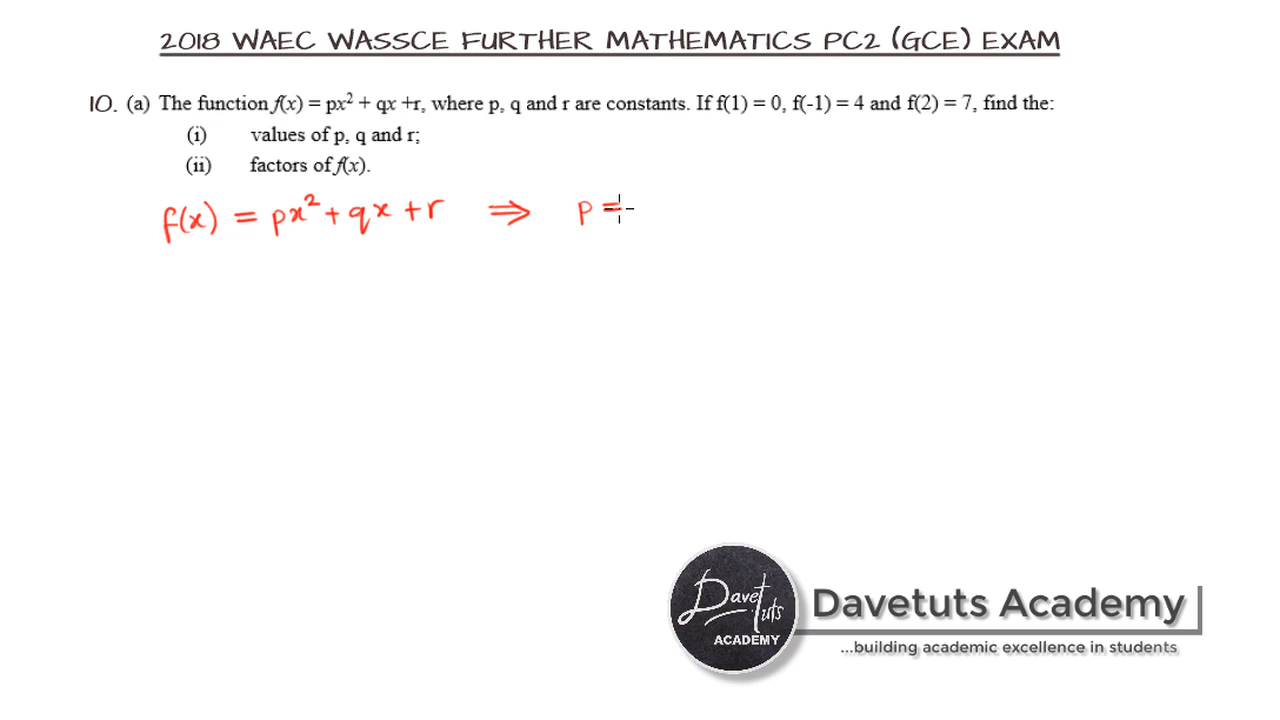 2018 WAEC WASSCE FURTHER MATHEMATICS PC2 (GCE) EXAM
10. (a) The function f(x) = px² + qx +r, where p, q and r are constants. If f(1) = 0, f(-1) = 4 and f(2) = 7, find the:
(i) values of p, q and r;
(ii) factors of f(x).
f(x) = px² + qx + r ⇒ p =
Dave tuts
ACADEMY
Davetuts Academy
...building academic excellence in students